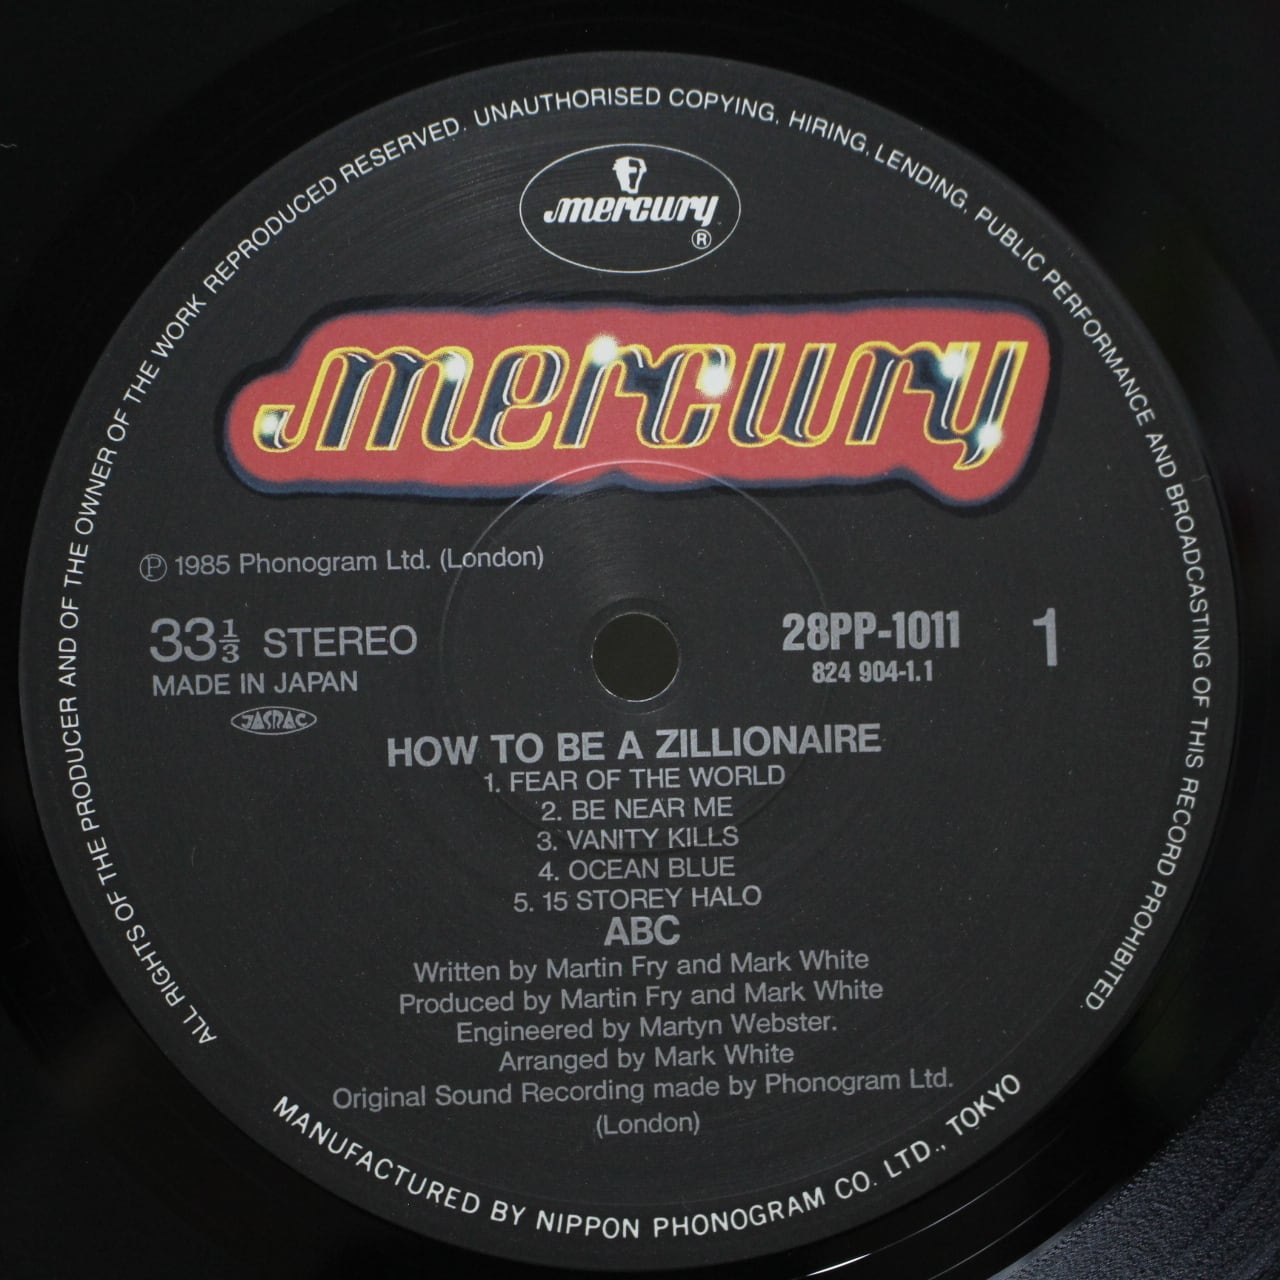 ALL RIGHTS OF THE PRODUCER AND OF THE OWNER OF THE WORK REPRODUCED RESERVED. UNAUTHORISED COPYING, HIRING, LENDING, PUBLIC PERFORMANCE AND BROADCASTING OF THIS RECORD PROHIBITED.
mercury
®
mercury
Ⓟ 1985 Phonogram Ltd. (London)
33 1/3 STEREO
MADE IN JAPAN
JASRAC
28PP-1011
824 904-1.1
1
HOW TO BE A ZILLIONAIRE
1. FEAR OF THE WORLD
2. BE NEAR ME
3. VANITY KILLS
4. OCEAN BLUE
5. 15 STOREY HALO
ABC
Written by Martin Fry and Mark White
Produced by Martin Fry and Mark White
Engineered by Martyn Webster.
Arranged by Mark White
Original Sound Recording made by Phonogram Ltd.
(London)
MANUFACTURED BY NIPPON PHONOGRAM CO. LTD., TOKYO